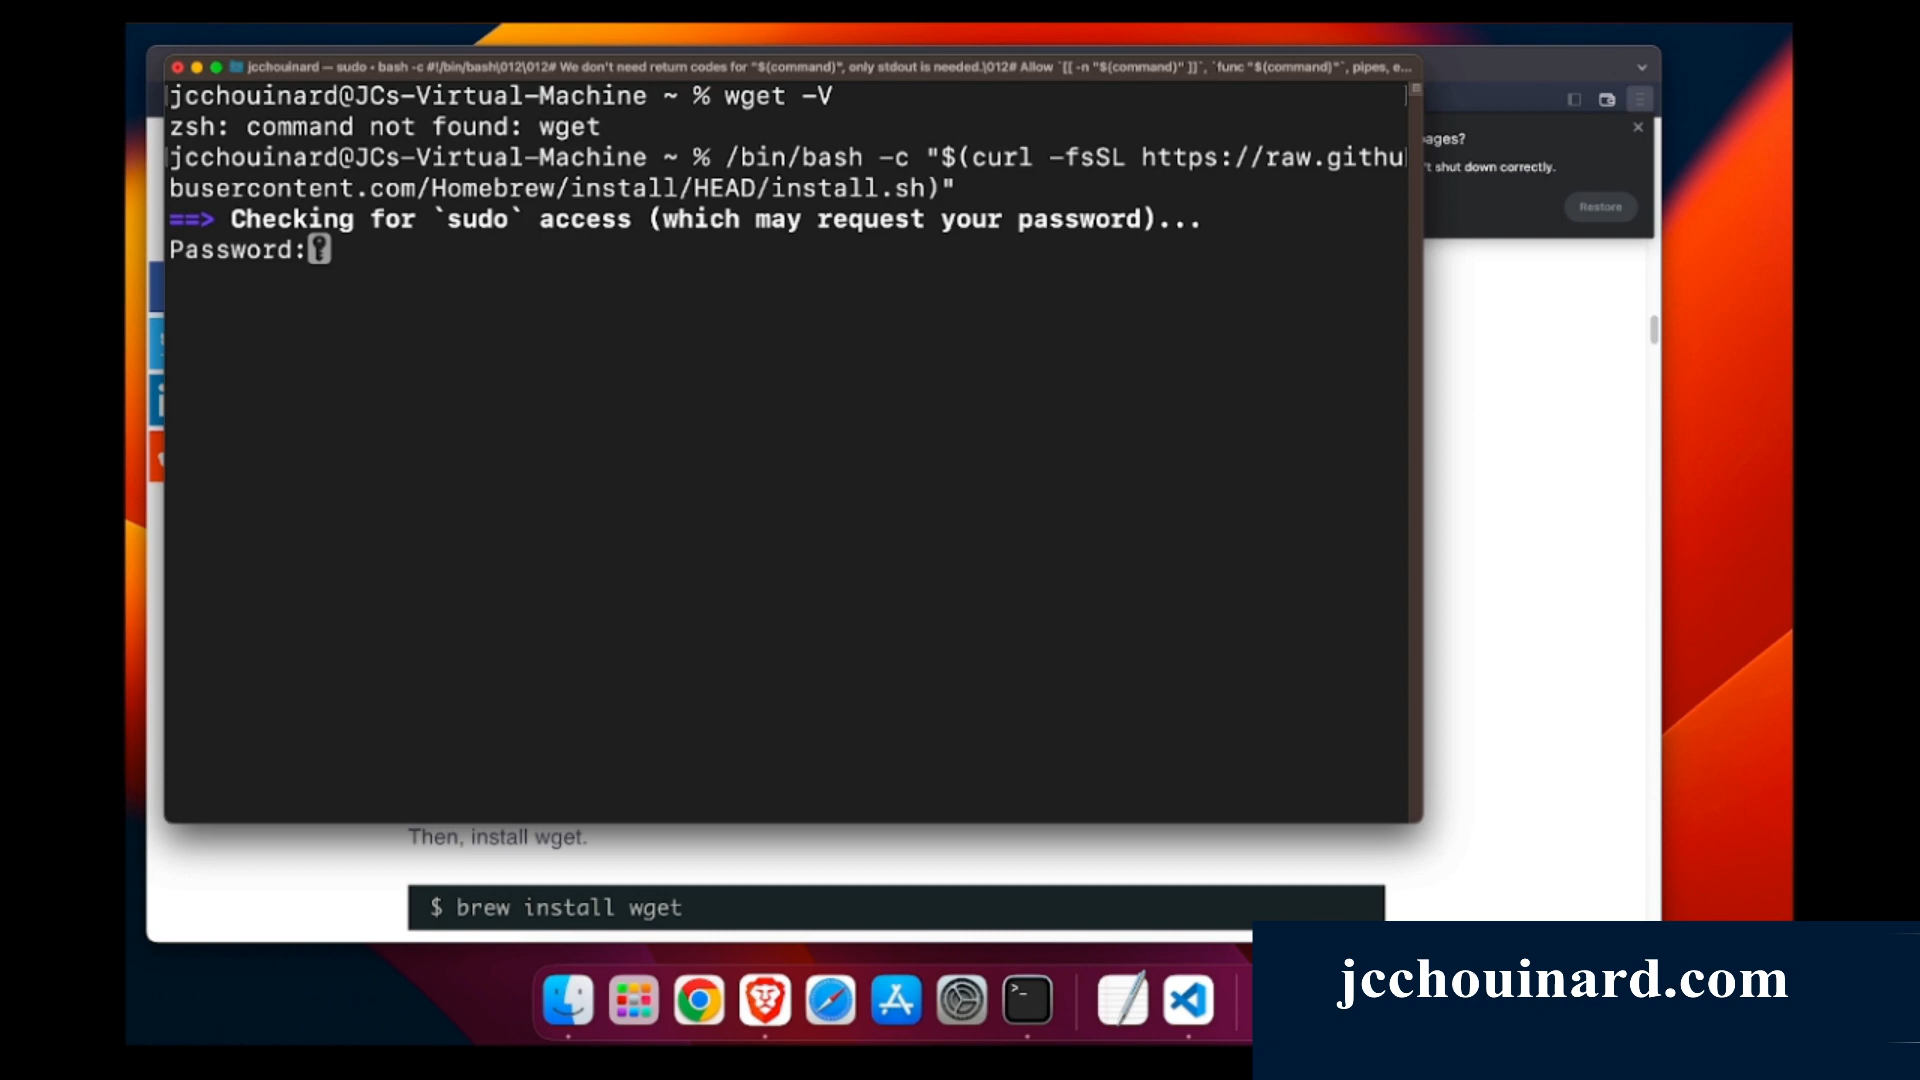 jcchouinard — sudo • bash -c #!/bin/bash\012\012# We don't need return codes for "$(command)", only stdout is needed.\012# Allow `[[ -n "$(command)" ]]`, `func "$(command)"`, pipes, e...
jcchouinard@JCs-Virtual-Machine ~ % wget -V
zsh: command not found: wget
jcchouinard@JCs-Virtual-Machine ~ % /bin/bash -c "$(curl -fsSL https://raw.githu
busercontent.com/Homebrew/install/HEAD/install.sh)"
==> Checking for `sudo` access (which may request your password)...
Password:
ages?
't shut down correctly.
Restore
Then, install wget.
$ brew install wget
jcchouinard.com